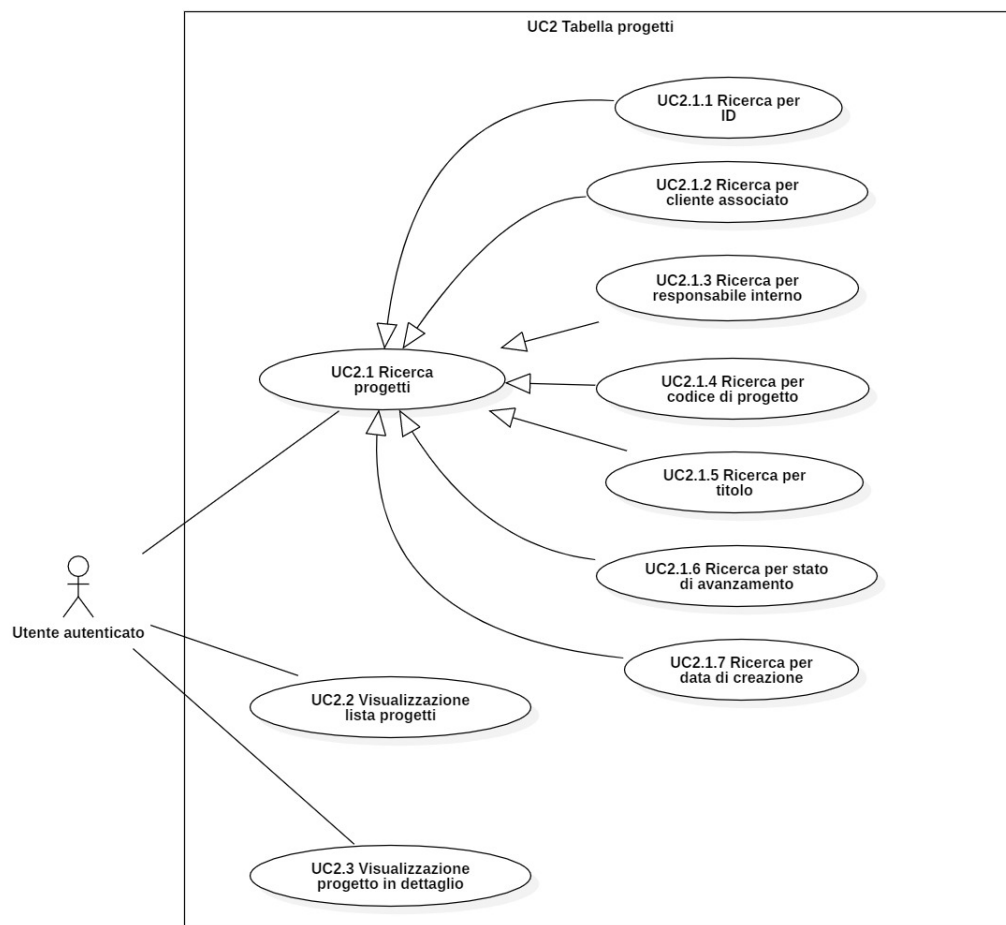 UC2 Tabella progetti
UC2.1.1 Ricerca per
ID
UC2.1.2 Ricerca per
cliente associato
UC2.1.3 Ricerca per
responsabile interno
UC2.1 Ricerca
progetti
UC2.1.4 Ricerca per
codice di progetto
UC2.1.5 Ricerca per
titolo
UC2.1.6 Ricerca per stato
di avanzamento
Utente autenticato
UC2.1.7 Ricerca per
data di creazione
UC2.2 Visualizzazione
lista progetti
UC2.3 Visualizzazione
progetto in dettaglio